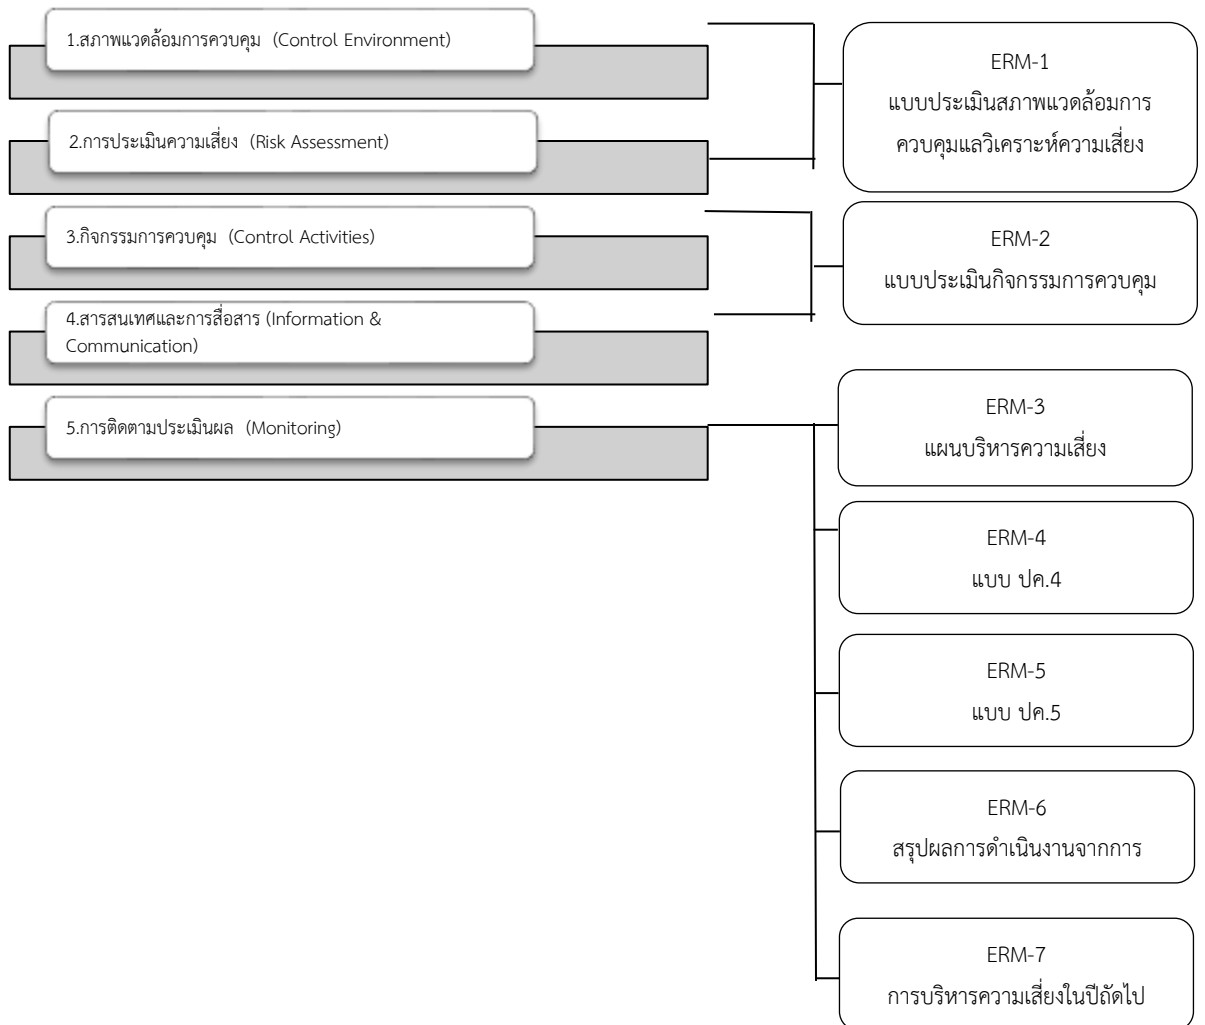 1.สภาพแวดล้อมการควบคุม (Control Environment)
2.การประเมินความเสี่ยง (Risk Assessment)
3.กิจกรรมการควบคุม (Control Activities)
4.สารสนเทศและการสื่อสาร (Information &
Communication)
5.การติดตามประเมินผล (Monitoring)
ERM-1
แบบประเมินสภาพแวดล้อมการ
ควบคุมแลวิเคราะห์ความเสี่ยง
ERM-2
แบบประเมินกิจกรรมการควบคุม
ERM-3
แผนบริหารความเสี่ยง
ERM-4
แบบ ปค.4
ERM-5
แบบ ปค.5
ERM-6
สรุปผลการดำเนินงานจากการ
ERM-7
การบริหารความเสี่ยงในปีถัดไป